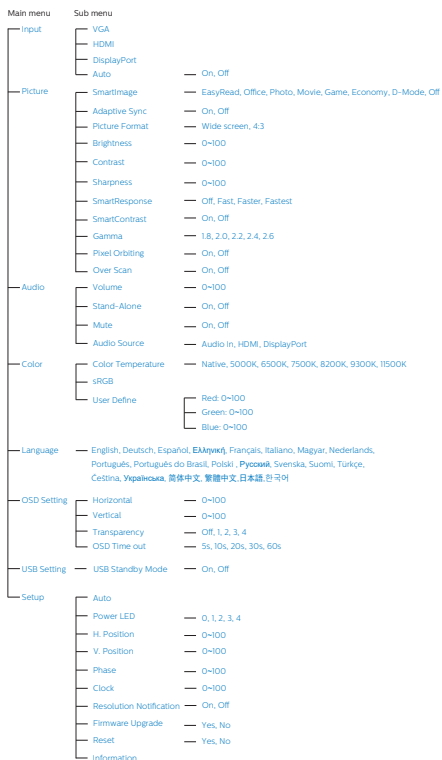 Main menu Sub menu
Input VGA
HDMI
DisplayPort
Auto On, Off
Picture SmartImage EasyRead, Office, Photo, Movie, Game, Economy, D-Mode, Off
Adaptive Sync On, Off
Picture Format Wide screen, 4:3
Brightness 0~100
Contrast 0~100
Sharpness 0~100
SmartResponse Off, Fast, Faster, Fastest
SmartContrast On, Off
Gamma 1.8, 2.0, 2.2, 2.4, 2.6
Pixel Orbiting On, Off
Over Scan On, Off
Audio Volume 0~100
Stand-Alone On, Off
Mute On, Off
Audio Source Audio In, HDMI, DisplayPort
Color Color Temperature Native, 5000K, 6500K, 7500K, 8200K, 9300K, 11500K
sRGB
User Define Red: 0~100
Green: 0~100
Blue: 0~100
Language English, Deutsch, Español, Ελληνική, Français, Italiano, Magyar, Nederlands,
Português, Português do Brasil, Polski , Русский, Svenska, Suomi, Türkçe,
Čeština, Українська, 简体中文, 繁體中文,日本語,한국어
OSD Setting Horizontal 0~100
Vertical 0~100
Transparency Off, 1, 2, 3, 4
OSD Time out 5s, 10s, 20s, 30s, 60s
USB Setting USB Standby Mode On, Off
Setup Auto
Power LED 0, 1, 2, 3, 4
H. Position 0~100
V. Position 0~100
Phase 0~100
Clock 0~100
Resolution Notification On, Off
Firmware Upgrade Yes, No
Reset Yes, No
Information